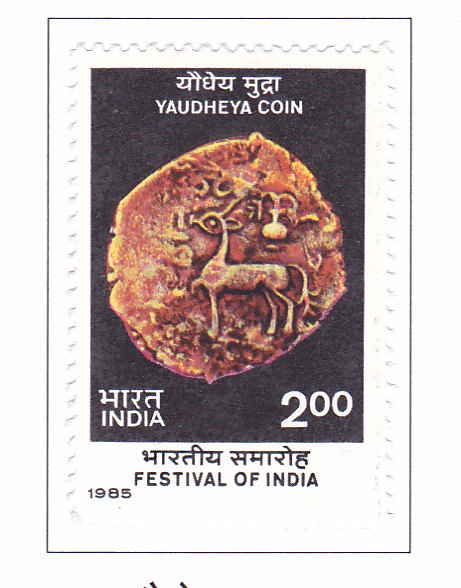 यौधेय मुद्रा
YAUDHEYA COIN
भारत
INDIA
2.00
भारतीय समारोह
FESTIVAL OF INDIA
1985